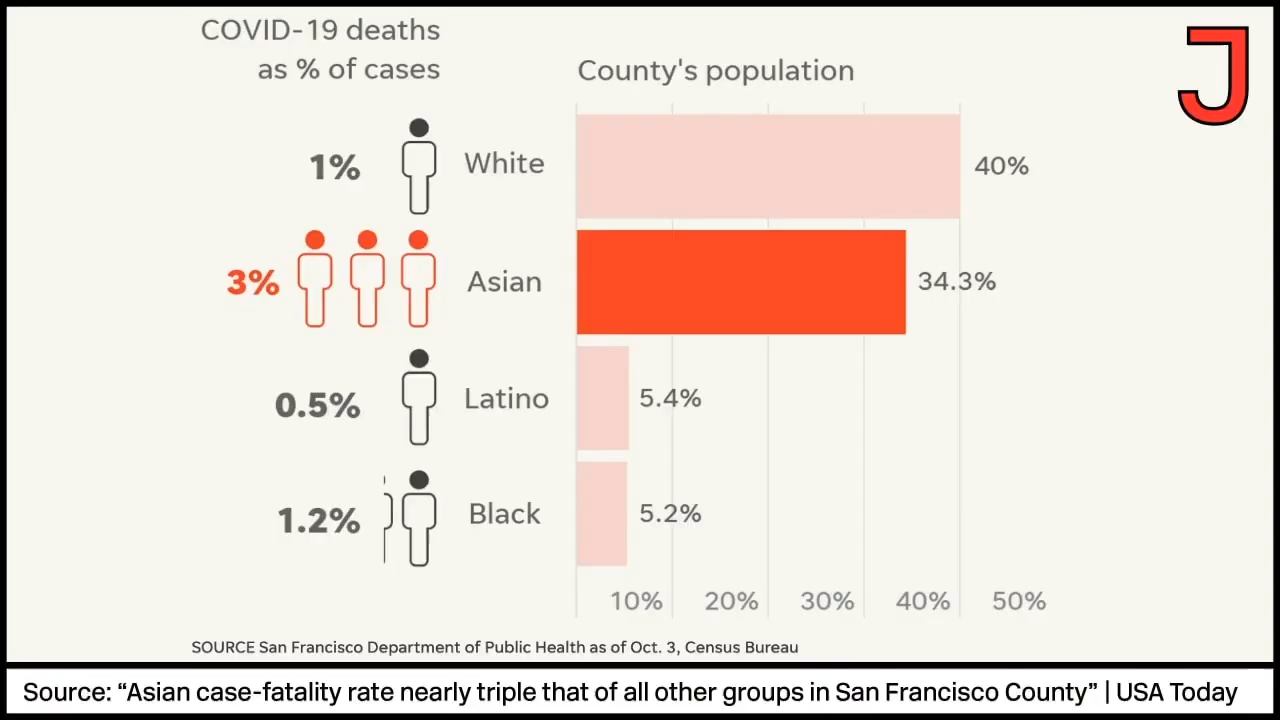 COVID-19 deaths
as % of cases
County's population
J
1%
White
40%
3%
Asian
34.3%
0.5%
Latino
5.4%
1.2%
Black
5.2%
10% 20% 30% 40% 50%
SOURCE San Francisco Department of Public Health as of Oct. 3, Census Bureau
Source: “Asian case-fatality rate nearly triple that of all other groups in San Francisco County” | USA Today